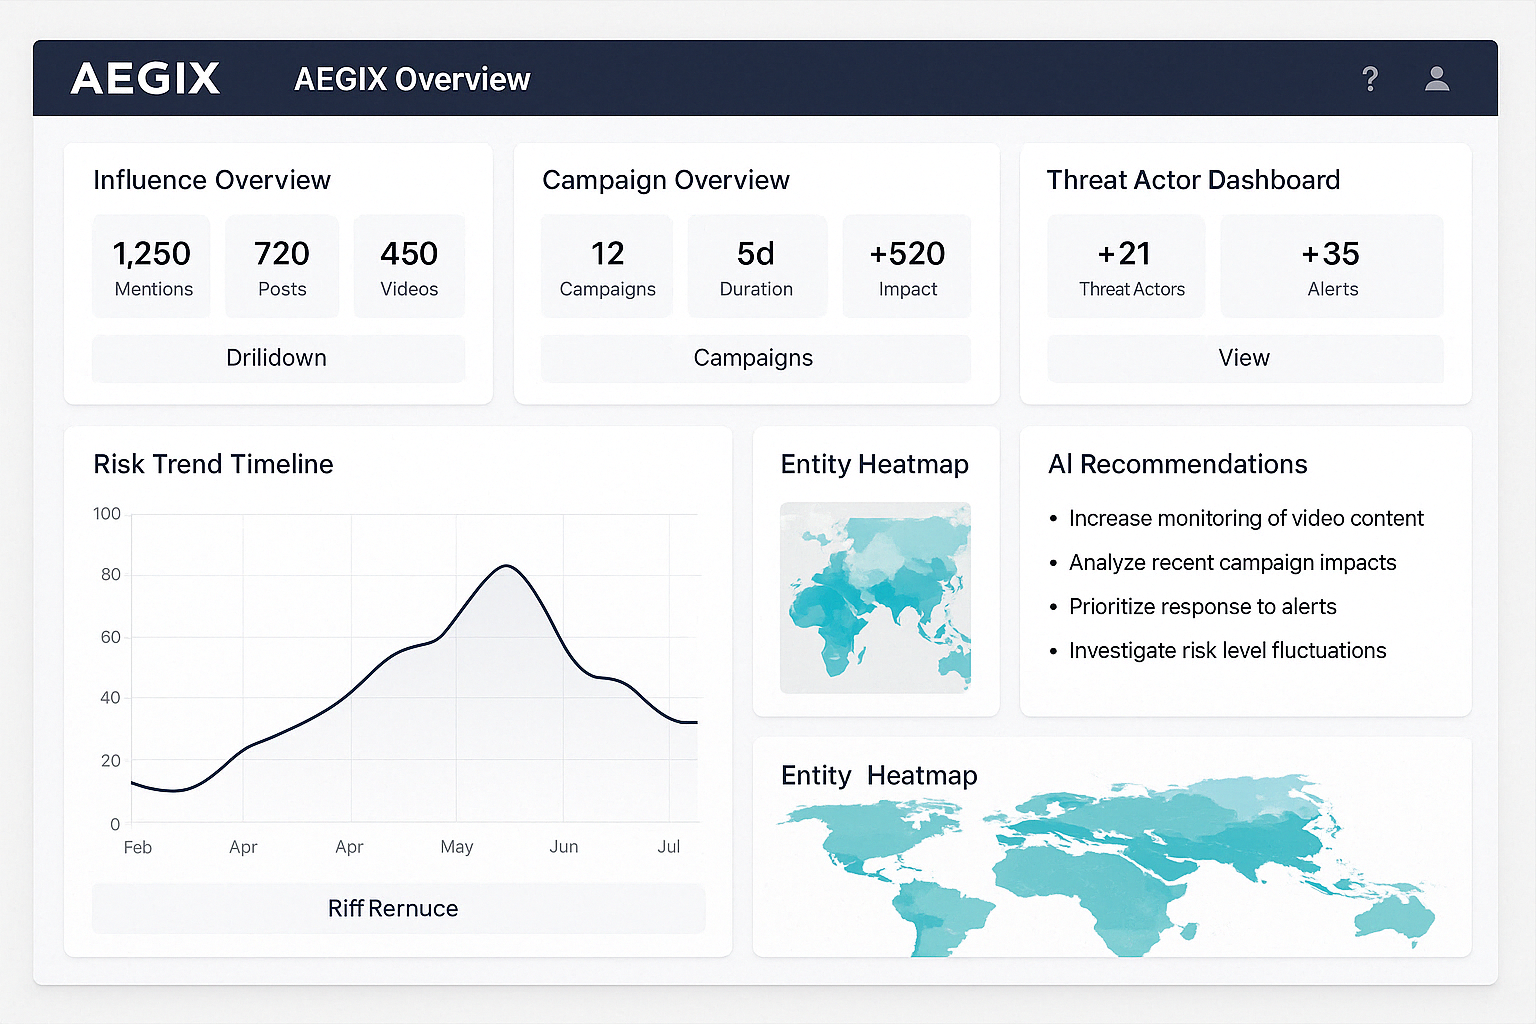 AEGIX
AEGIX Overview
?
Influence Overview
1,250
Mentions
720
Posts
450
Videos
Drilidown
Campaign Overview
12
Campaigns
5d
Duration
+520
Impact
Campaigns
Threat Actor Dashboard
+21
Threat Actors
+35
Alerts
View
Risk Trend Timeline
100
80
60
40
20
0
Feb
Apr
Apr
May
Jun
Jul
Riff Rernuce
Entity Heatmap
AI Recommendations
• Increase monitoring of video content
• Analyze recent campaign impacts
• Prioritize response to alerts
• Investigate risk level fluctuations
Entity Heatmap